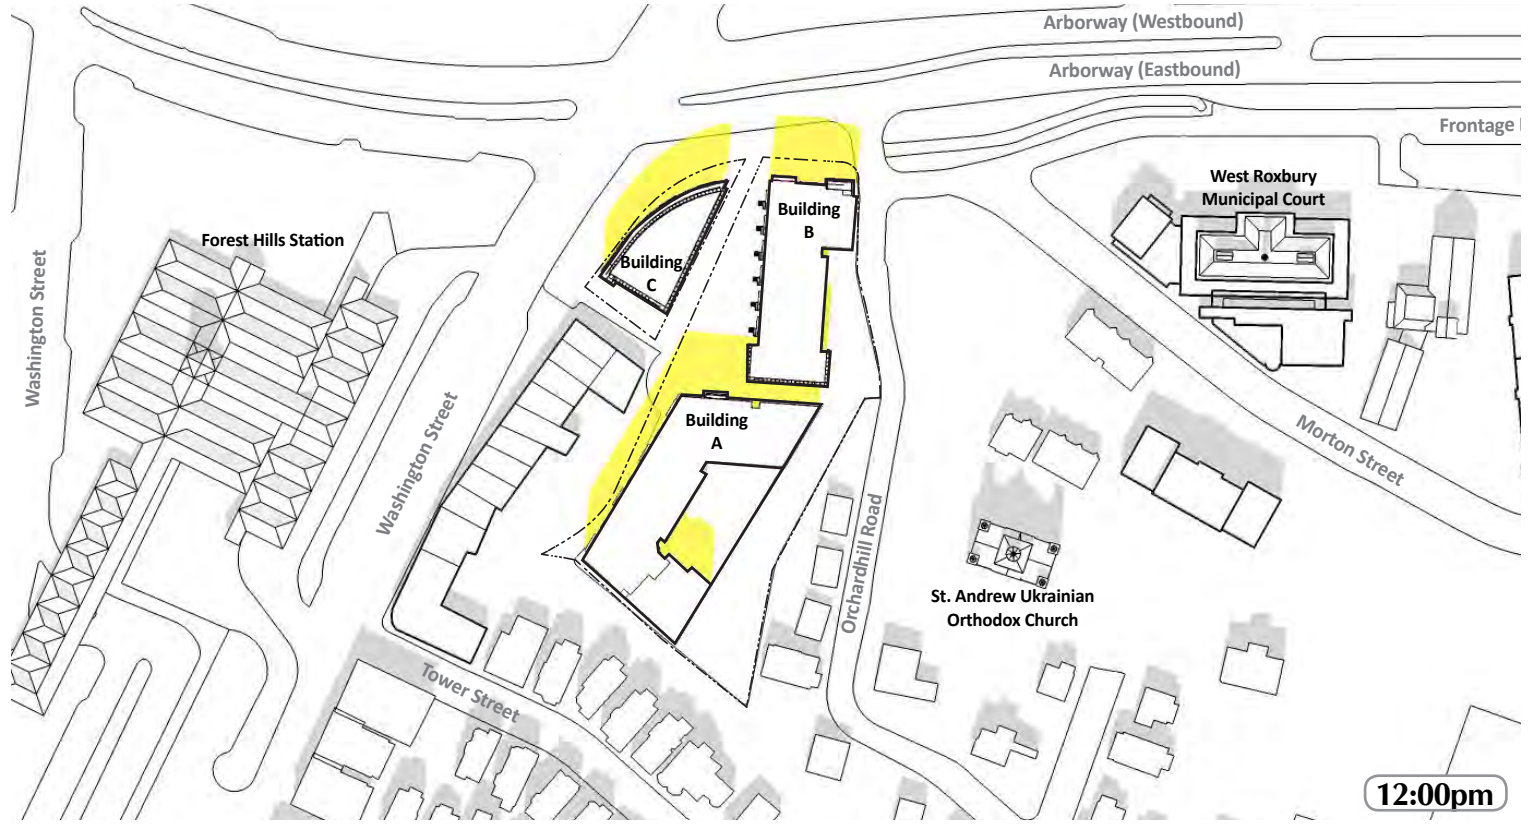 Arborway (Westbound)
Arborway (Eastbound)
Frontage
West Roxbury
Municipal Court
Building
B
Forest Hills Station
Building
C
Washington Street
Washington Street
Building
A
Morton Street
Orchardhill Road
St. Andrew Ukrainian
Orthodox Church
Tower Street
12:00pm